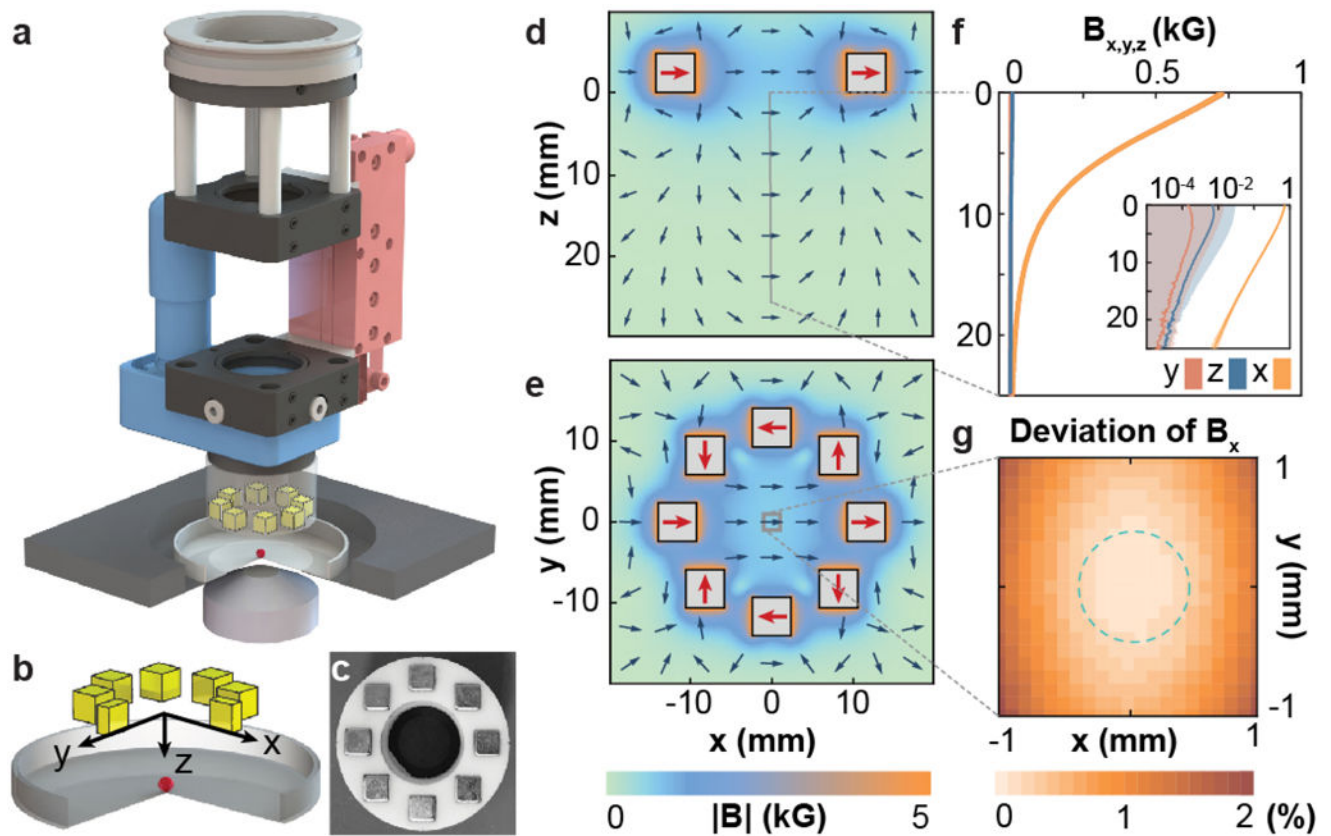 a
b
y
z
x
c
d
0
10
20
z (mm)
e
10
0
-10
y (mm)
-10 0 10
x (mm)
0 |B| (kG) 5
f
Bx,y,z (kG)
0 0.5 1
0
10
20
10-4 10-2 1
0
10
20
y z x
g
Deviation of Bx
1
y (mm)
-1
-1 x (mm) 1
0 1 2 (%)